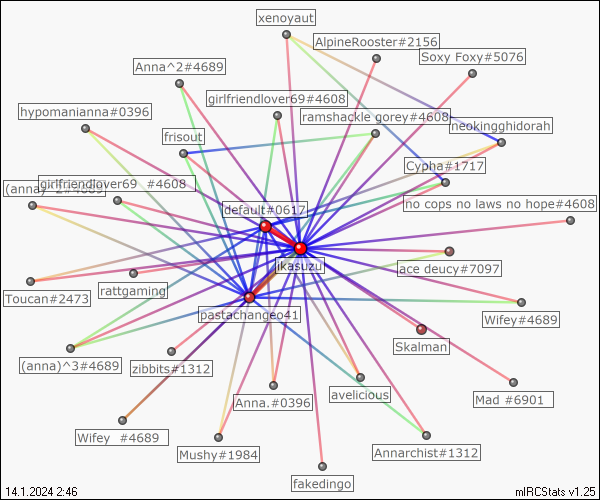 xenoyaut
AlpineRooster#2156
Soxy Foxy#5076
Anna^2#4689
girlfriendlover69#4608
hypomanianna#0396
ramshackle gorey#4608
neokingghidorah
frisout
Cypha#1717
(anna)^2#4689
girlfriendlover69 #4608
no cops no laws no hope#4608
default#0617
ikasuzu
ace deucy#7097
Toucan#2473
rattgaming
pastachangeo41
Wifey#4689
Skalman
(anna)^3#4689
zibbits#1312
Anna.#0396
avelicious
Mad #6901
Wifey #4689
Mushy#1984
Annarchist#1312
fakedingo
14.1.2024 2:46
mIRCStats v1.25